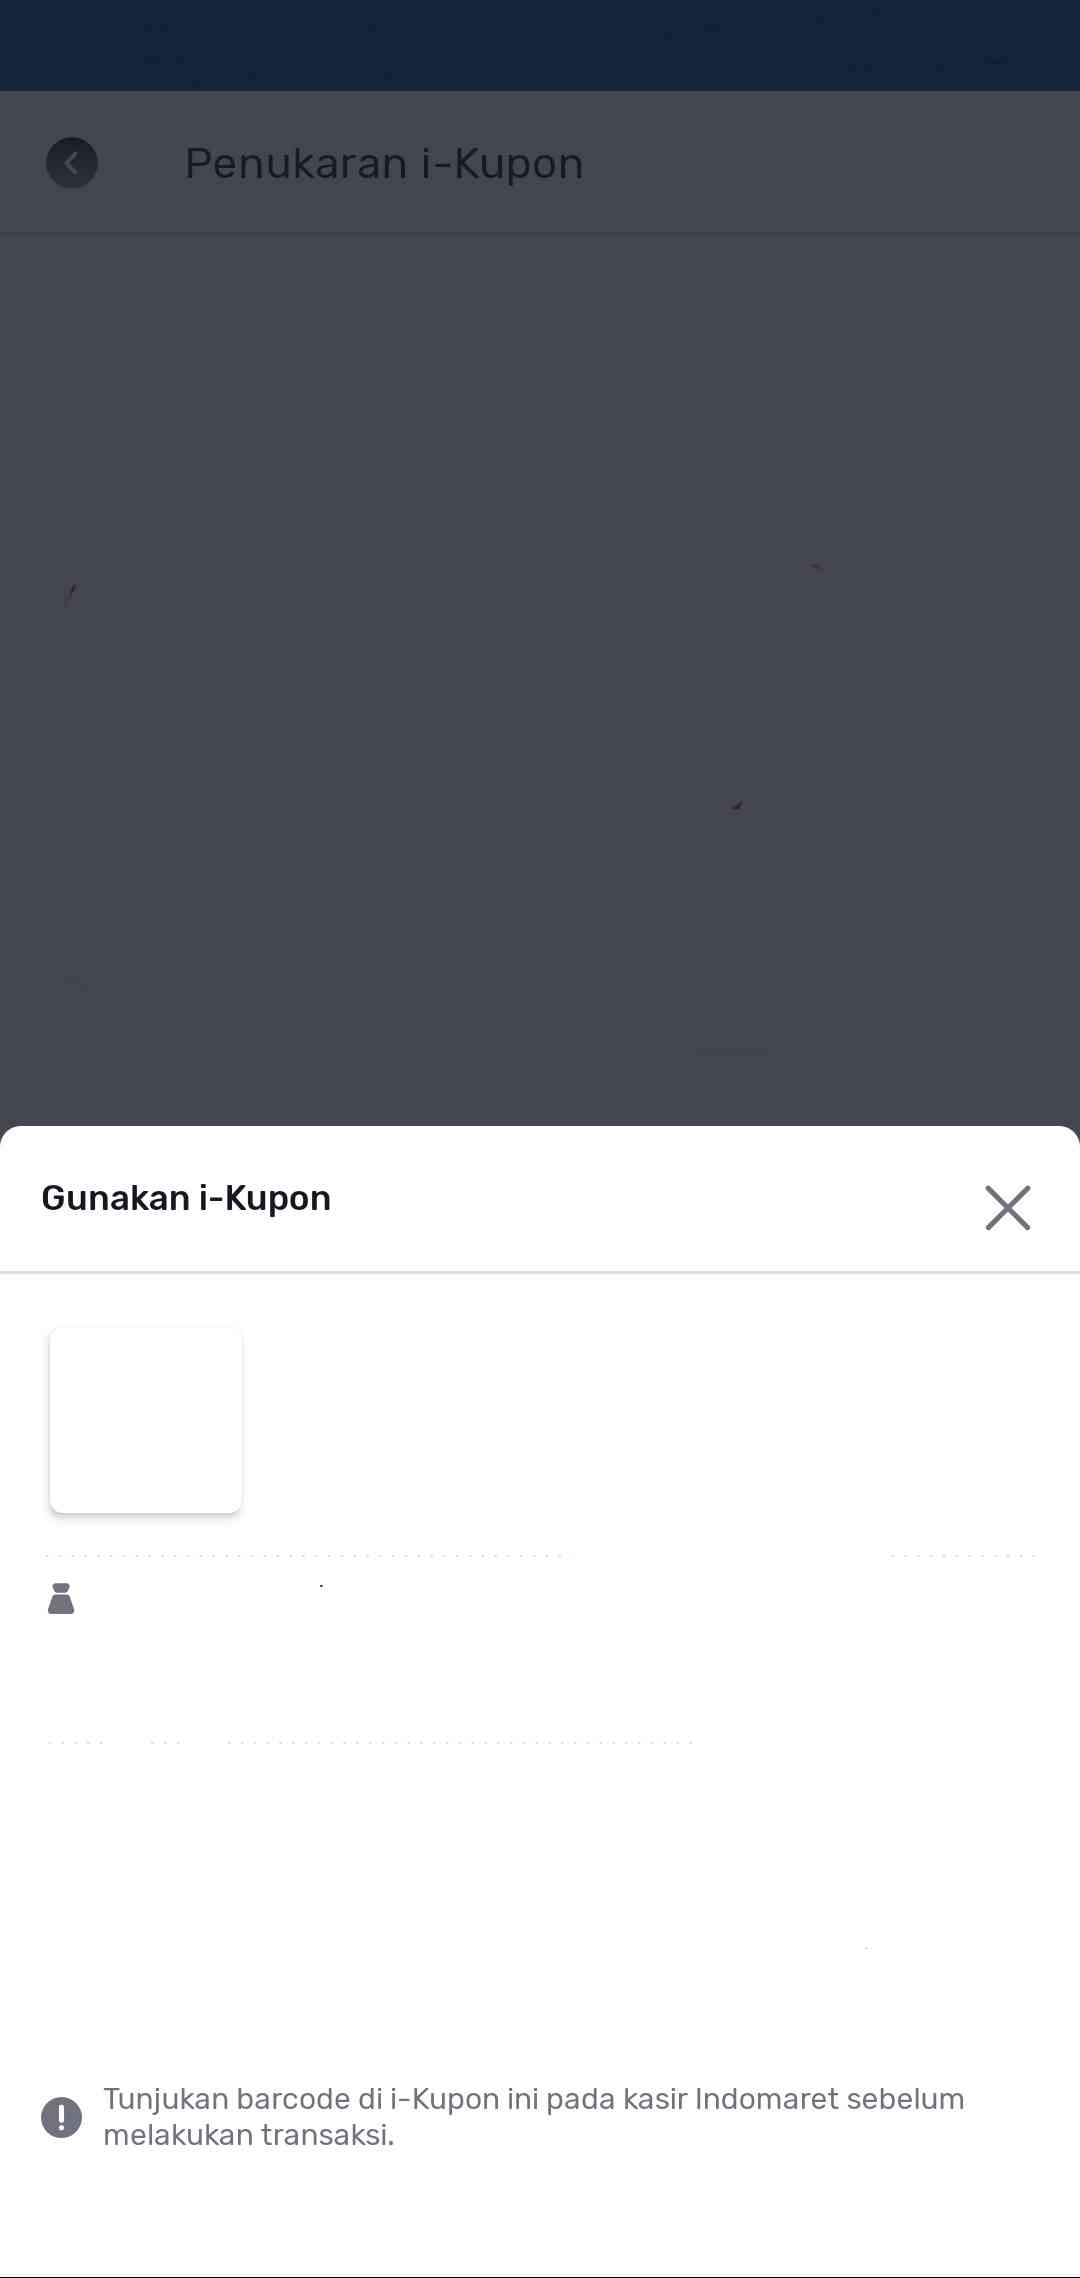 Penukaran i-Kupon
Gunakan i-Kupon
Tunjukan barcode di i-Kupon ini pada kasir Indomaret sebelum
melakukan transaksi.